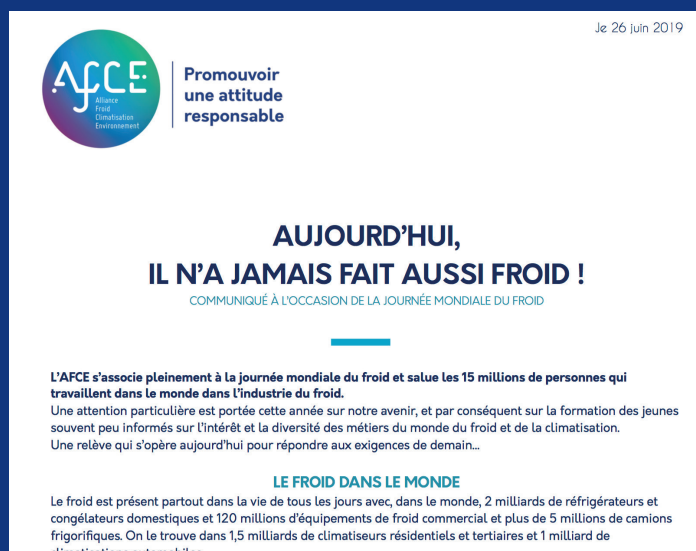 Je 26 juin 2019
AFCE
Alliance
Froid
Climatisation
Environnement
Promouvoir
une attitude
responsable
AUJOURD'HUI,
IL N'A JAMAIS FAIT AUSSI FROID !
COMMUNIQUÉ À L'OCCASION DE LA JOURNÉE MONDIALE DU FROID
L'AFCE s'associe pleinement à la journée mondiale du froid et salue les 15 millions de personnes qui
travaillent dans le monde dans l'industrie du froid.
Une attention particulière est portée cette année sur notre avenir, et par conséquent sur la formation des jeunes
souvent peu informés sur l'intérêt et la diversité des métiers du monde du froid et de la climatisation.
Une relève qui s'opère aujourd'hui pour répondre aux exigences de demain...
LE FROID DANS LE MONDE
Le froid est présent partout dans la vie de tous les jours avec, dans le monde, 2 milliards de réfrigérateurs et
congélateurs domestiques et 120 millions d'équipements de froid commercial et plus de 5 millions de camions
frigorifiques. On le trouve dans 1,5 milliards de climatiseurs résidentiels et tertiaires et 1 milliard de